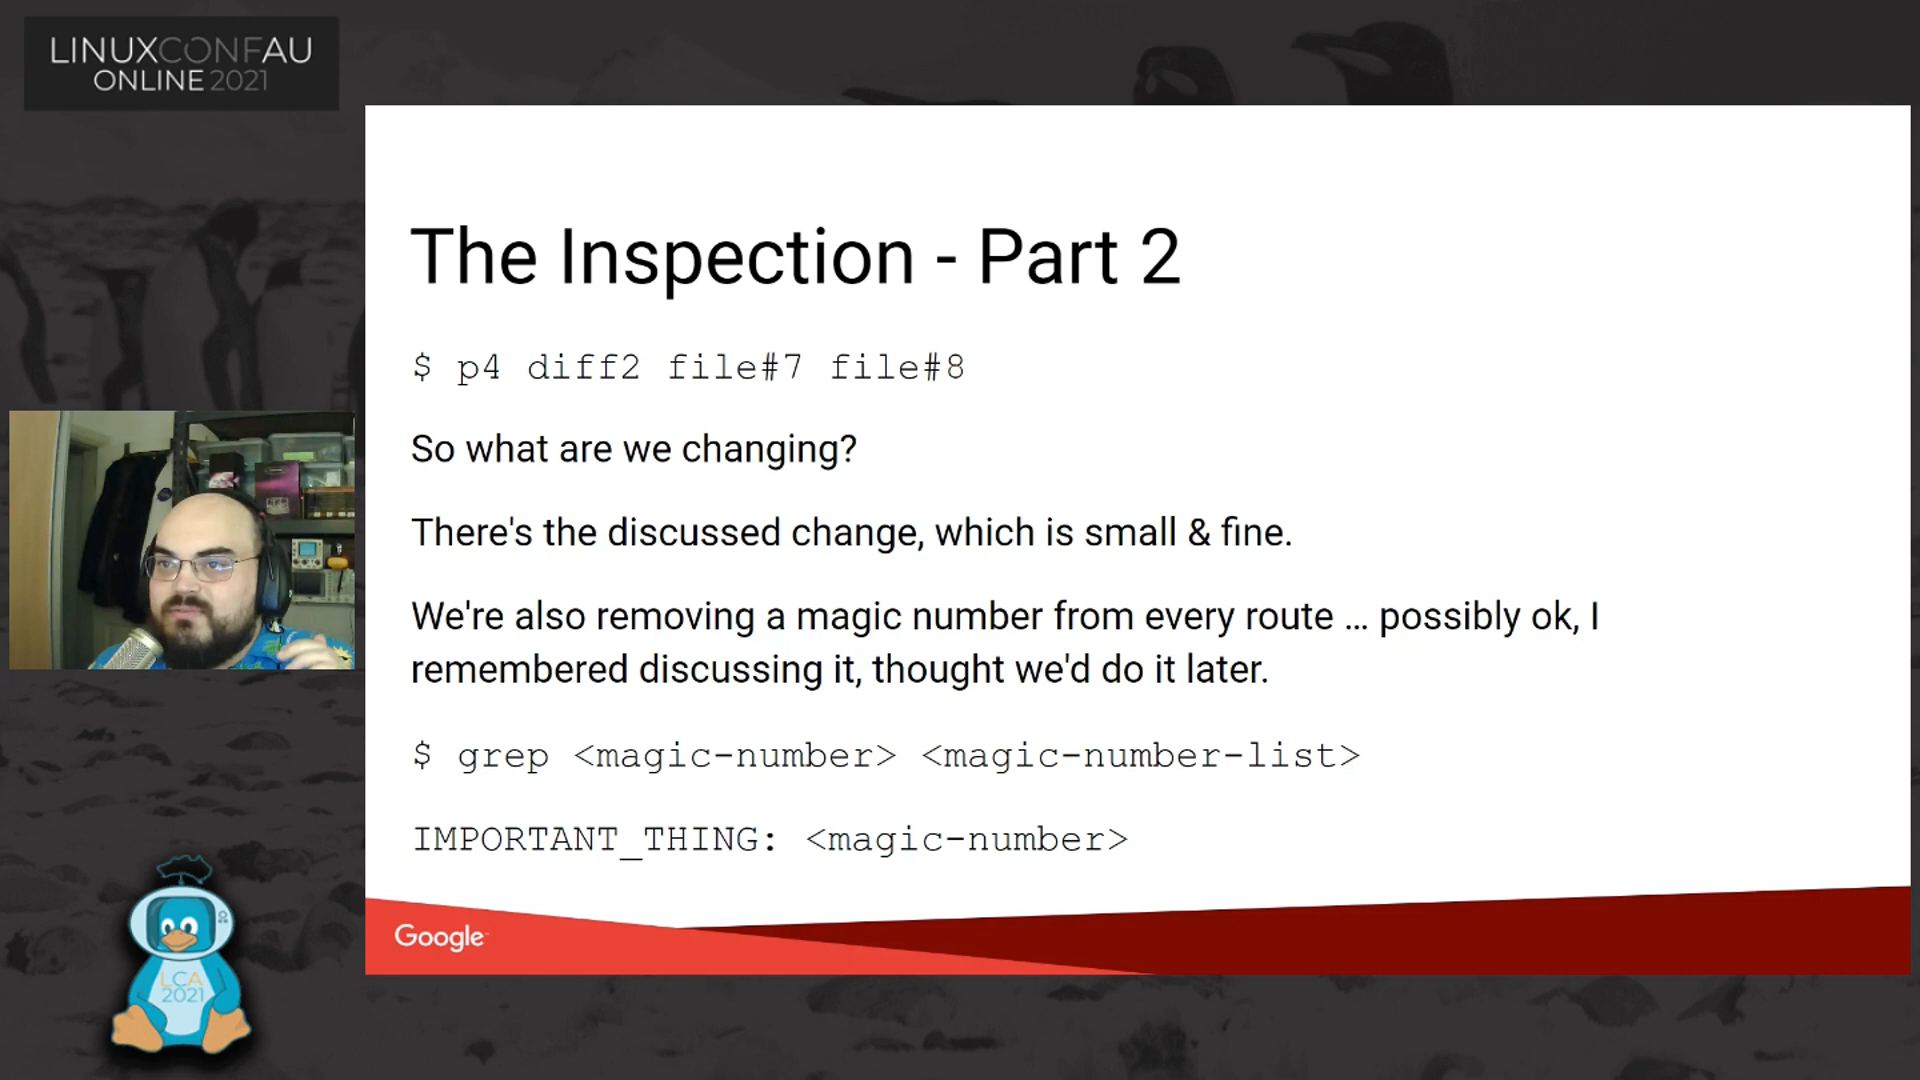 LINUXCONFAU
ONLINE 2021
The Inspection - Part 2
$ p4 diff2 file#7 file#8
So what are we changing?
There's the discussed change, which is small & fine.
We're also removing a magic number from every route ... possibly ok, I
remembered discussing it, thought we'd do it later.
$ grep <magic-number> <magic-number-list>
IMPORTANT_THING: <magic-number>
Google
LCA
2021